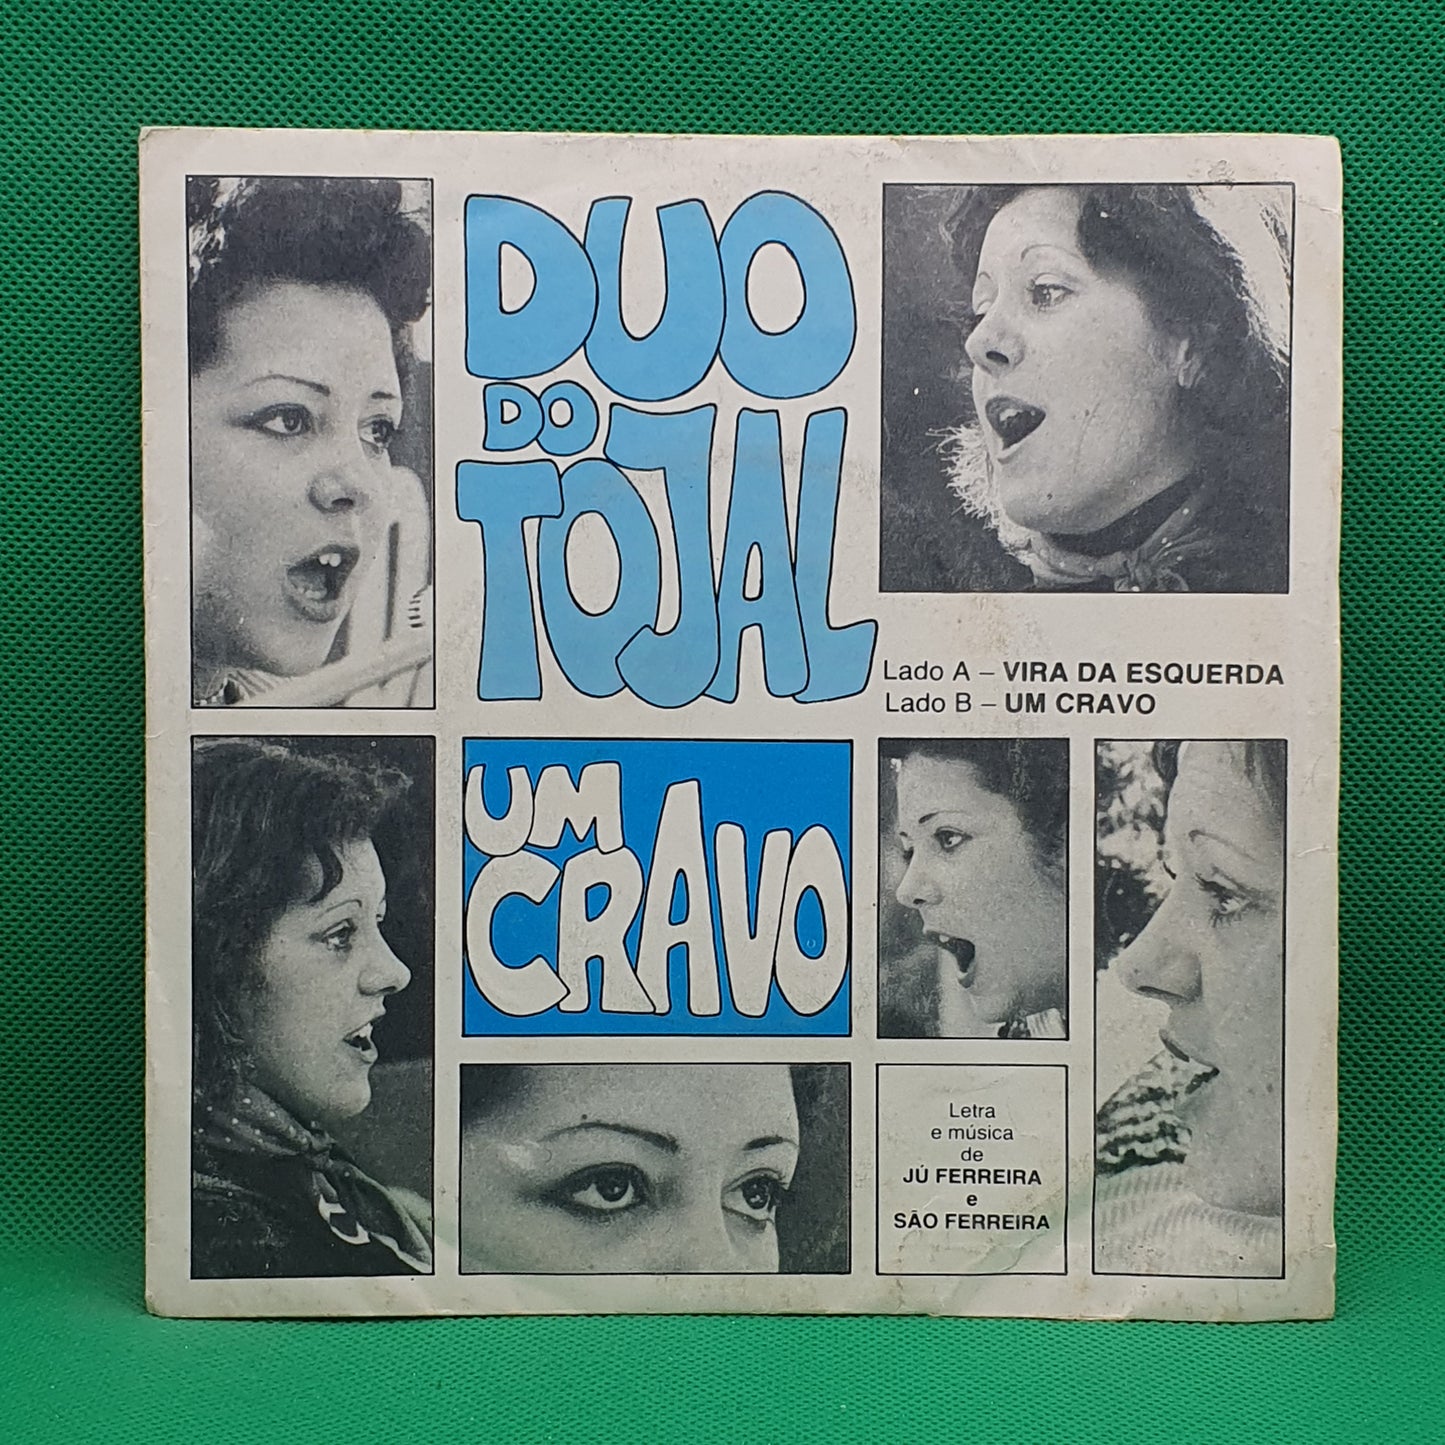 DUO
DO
TOJAL
Lado A – VIRA DA ESQUERDA
Lado B – UM CRAVO
UM
CRAVO
Letra
e música
de
JÚ FERREIRA
e
SÃO FERREIRA